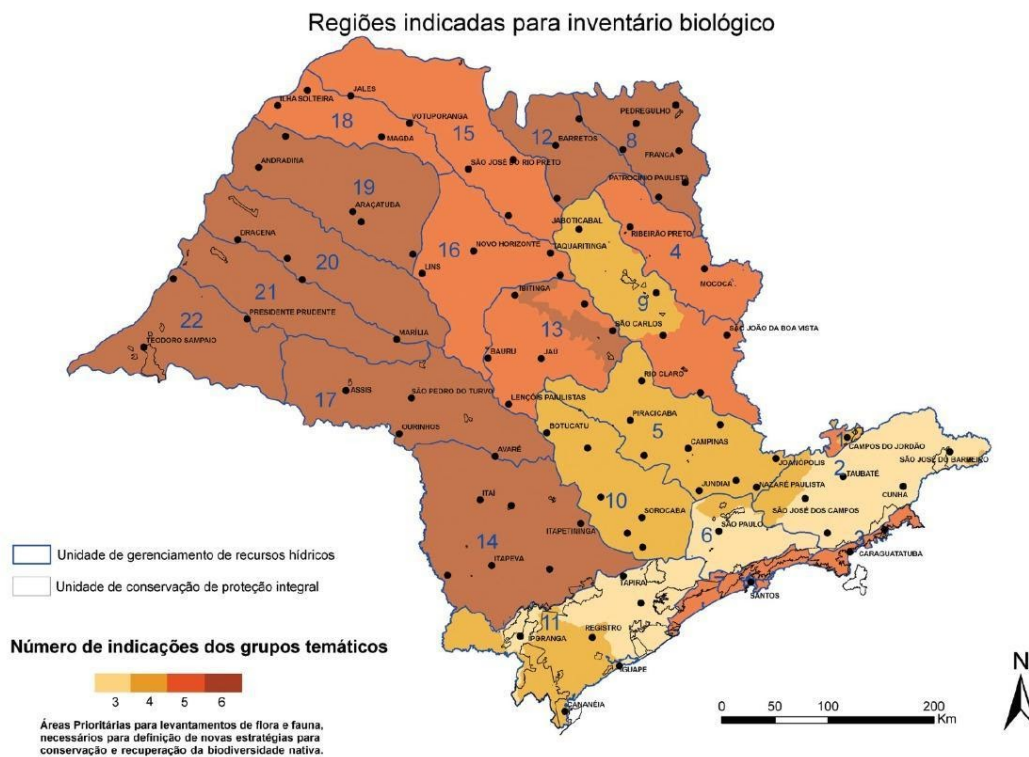 Regiões indicadas para inventário biológico
JALES
ILHA SOLTEIRA
VOTUPORANGA
18
15
MAGDA
PEDREGULHO
12
BARRETOS
8
FRANCA
ANDRADINA
SÃO JOSÉ DO RIO PRETO
PATROCÍNIO PAULISTA
19
ARAÇATUBA
JABOTICABAL
RIBEIRÃO PRETO
DRACENA
16
NOVO HORIZONTE
TAQUARITINGA
4
20
LINS
MOCOCA
21
IBITINGA
9
22
PRESIDENTE PRUDENTE
13
SÃO CARLOS
SÃO JOÃO DA BOA VISTA
TEODORO SAMPAIO
MARÍLIA
BAURU
JAÚ
RIO CLARO
17
ASSIS
SÃO PEDRO DO TURVO
LENÇÓIS PAULISTAS
PIRACICABA
OURINHOS
BOTUCATU
5
CAMPINAS
1
CAMPOS DO JORDÃO
AVARÉ
JOANÓPOLIS
2
SÃO JOSÉ DO BARREIRO
TAUBATÉ
ITAÍ
10
JUNDIAÍ
NAZARÉ PAULISTA
CUNHA
SOROCABA
SÃO JOSÉ DOS CAMPOS
ITAPETININGA
6
SÃO PAULO
14
3
ITAPEVA
CARAGUATATUBA
TAPIRAÍ
7
SANTOS
11
REGISTRO
IPORANGA
IGUAPE
CANANÉIA
Unidade de gerenciamento de recursos hídricos
Unidade de conservação de proteção integral
Número de indicações dos grupos temáticos
3 4 5 6
Áreas Prioritárias para levantamentos de flora e fauna,
necessários para definição de novas estratégias para
conservação e recuperação da biodiversidade nativa.
N
0 50 100 200
Km